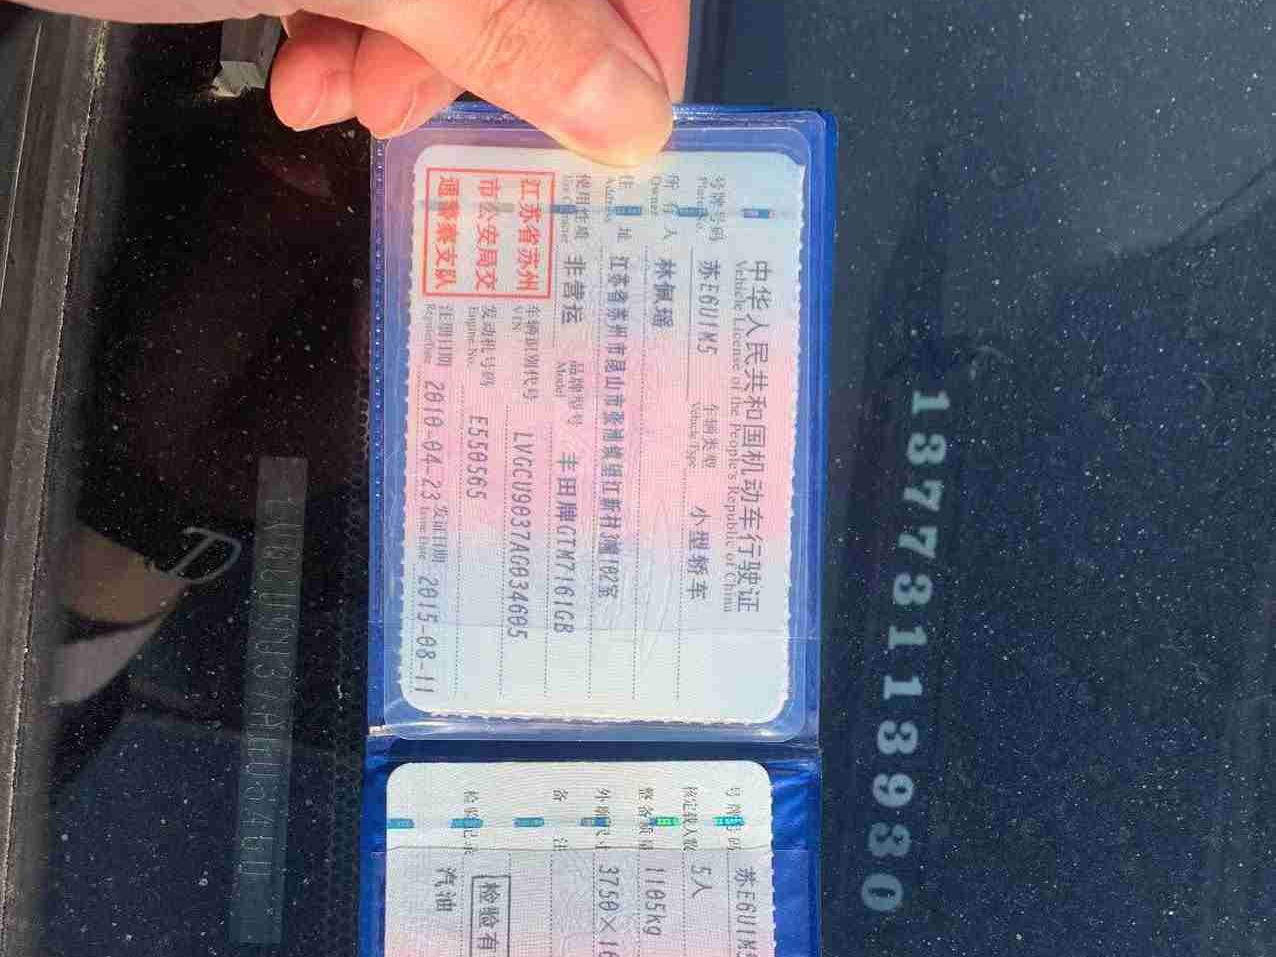 中华人民共和国机动车行驶证
Vehicle License of the People's Republic of China
号牌号码 苏E6U1M5 车辆类型 小型轿车
Plate No. Vehicle Type
所有人 林佩瑶
Owner
住址 江苏省苏州市昆山市张浦镇望江新村3幢102室
Address
使用性质 非营运 品牌型号 丰田牌GTM7161GB
Use Character Model
江苏省苏州
市公安局交
通警察支队
车辆识别代号 LVGCU9037AG034605
VIN
发动机号码 E550565
Engine No.
注册日期 2010-04-23 发证日期 2015-08-11
Register Date Issue Date
号牌号码 苏E6U1M5
核定载人数 5人
整备质量 1105kg
外廓尺寸 3750×16
备注
检验有
检验记录 汽油
13773118930